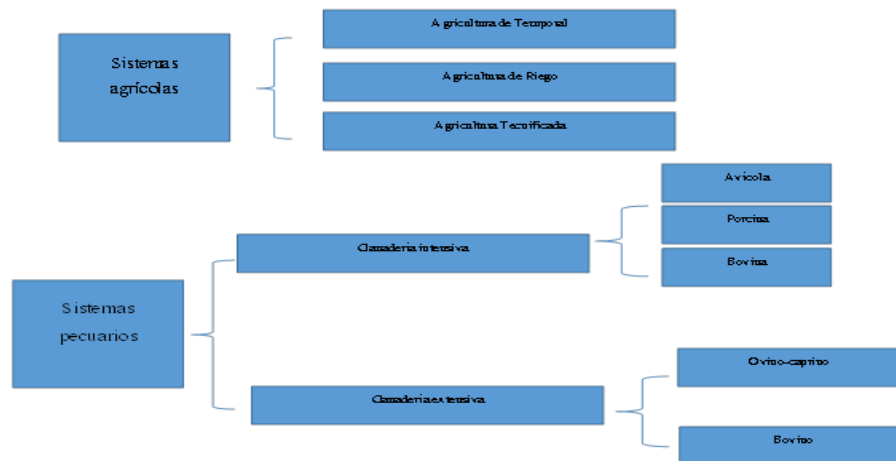 Sistemas
agrícolas
Agricultura de Temporal
Agricultura de Riego
Agricultura Tecnificada
Sistemas
pecuarios
Ganadería intensiva
Avícola
Porcina
Bovina
Ganadería extensiva
Ovino-caprino
Bovino